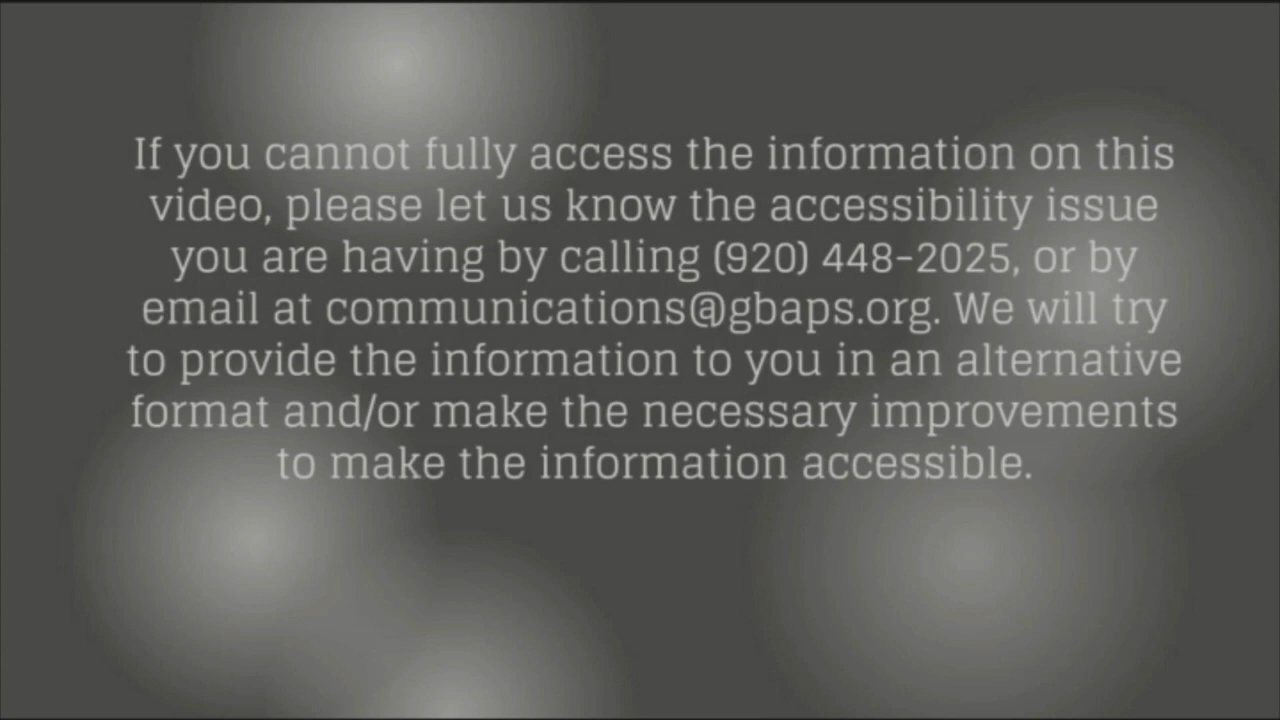 If you cannot fully access the information on this
video, please let us know the accessibility issue
you are having by calling (920) 448-2025, or by
email at communications@gbaps.org. We will try
to provide the information to you in an alternative
format and/or make the necessary improvements
to make the information accessible.